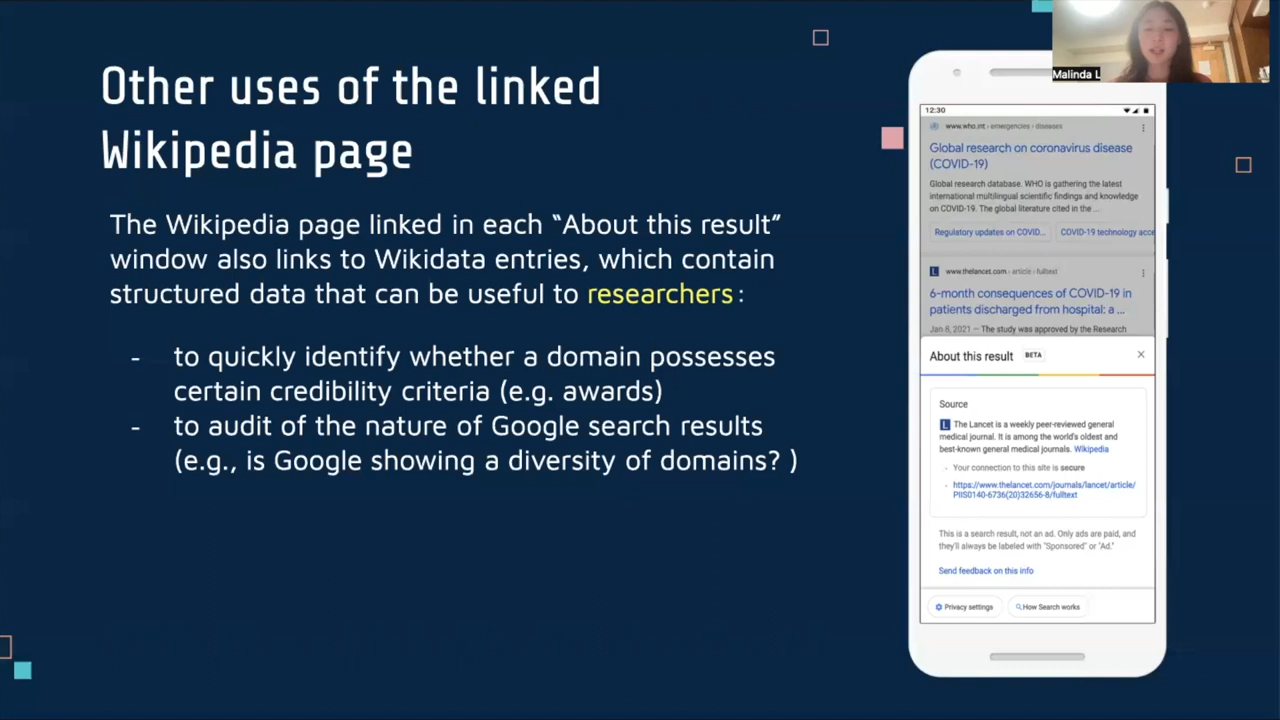 Other uses of the linked
Wikipedia page
The Wikipedia page linked in each “About this result”
window also links to Wikidata entries, which contain
structured data that can be useful to researchers:
- to quickly identify whether a domain possesses
certain credibility criteria (e.g. awards)
- to audit of the nature of Google search results
(e.g., is Google showing a diversity of domains? )
Malinda L
12:30
www.who.int › emergencies › diseases
Global research on coronavirus disease
(COVID-19)
Global research database. WHO is gathering the latest
international multilingual scientific findings and knowledge
on COVID-19. The global literature cited in the ...
Regulatory updates on COVID...
COVID-19 technology acce
www.thelancet.com › article › fulltext
6-month consequences of COVID-19 in
patients discharged from hospital: a ...
Jan 8, 2021 — The study was approved by the Research
About this result BETA
Source
L The Lancet is a weekly peer-reviewed general
medical journal. It is among the world's oldest and
best-known general medical journals. Wikipedia
- Your connection to this site is secure
- https://www.thelancet.com/journals/lancet/article/
PIIS0140-6736(20)32656-8/fulltext
This is a search result, not an ad. Only ads are paid, and
they'll always be labeled with "Sponsored" or "Ad."
Send feedback on this info
Privacy settings
How Search works